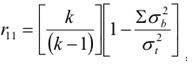 r₁₁ = [k/(k−1)][1 − Σσ_b²/σ_t²],